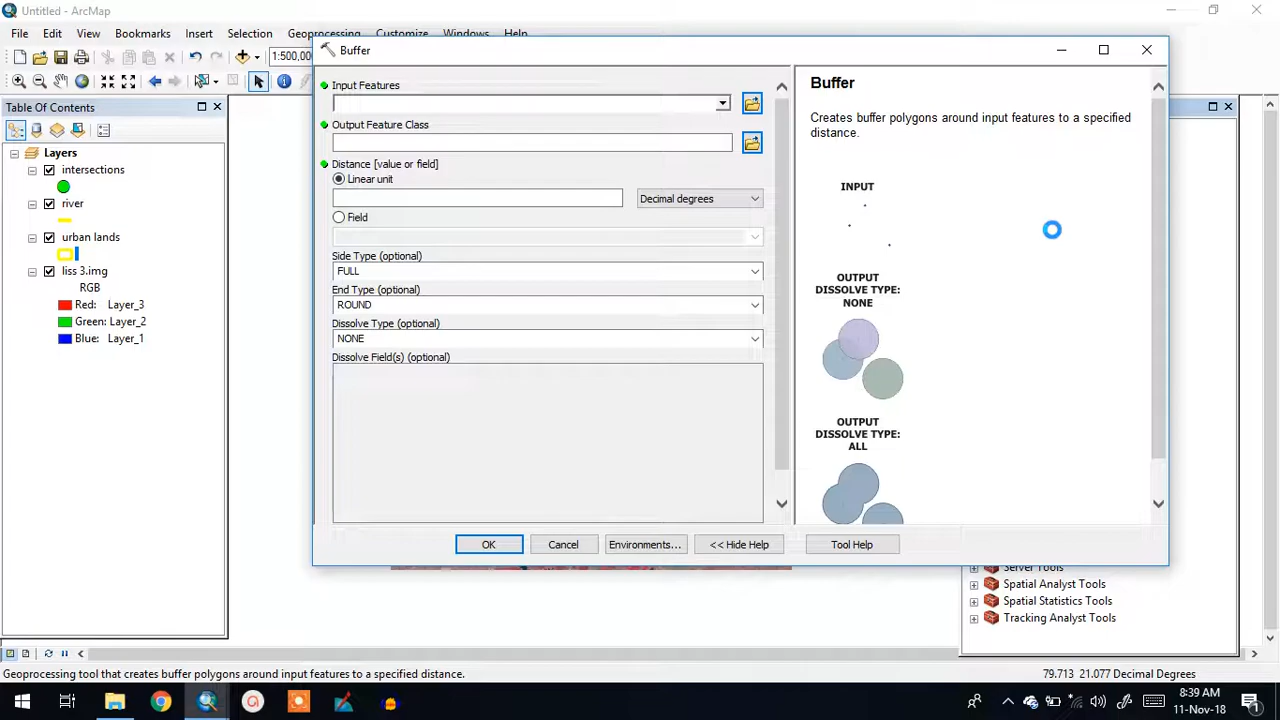 Untitled - ArcMap
File Edit View Bookmarks Insert Selection Geoprocessing Customize Windows Help
1:500,00
Table Of Contents
Layers
intersections
river
urban lands
liss 3.img
RGB
Red: Layer_3
Green: Layer_2
Blue: Layer_1
Buffer
Input Features
Output Feature Class
Distance [value or field]
Linear unit
Decimal degrees
Field
Side Type (optional)
FULL
End Type (optional)
ROUND
Dissolve Type (optional)
NONE
Dissolve Field(s) (optional)
OK Cancel Environments... << Hide Help Tool Help
Buffer
Creates buffer polygons around input features to a specified
distance.
INPUT
OUTPUT
DISSOLVE TYPE:
NONE
OUTPUT
DISSOLVE TYPE:
ALL
Server Tools
Spatial Analyst Tools
Spatial Statistics Tools
Tracking Analyst Tools
Geoprocessing tool that creates buffer polygons around input features to a specified distance.
79.713 21.077 Decimal Degrees
8:39 AM
11-Nov-18
1